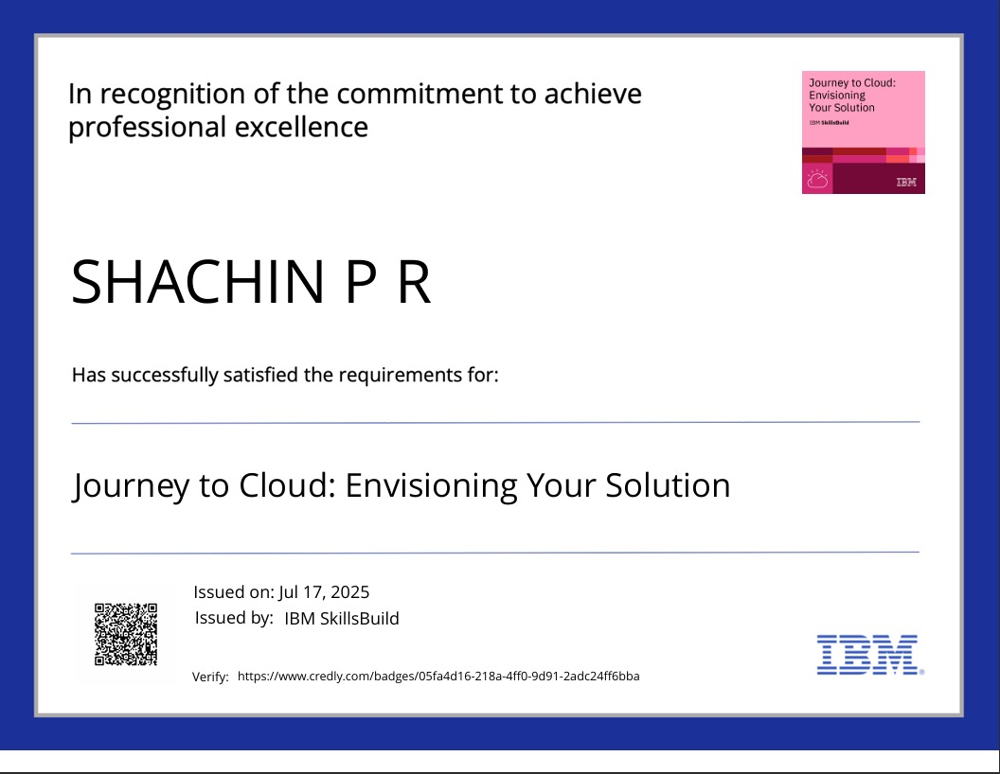 In recognition of the commitment to achieve
professional excellence
Journey to Cloud:
Envisioning
Your Solution
IBM SkillsBuild
IBM
SHACHIN P R
Has successfully satisfied the requirements for:
Journey to Cloud: Envisioning Your Solution
Issued on: Jul 17, 2025
Issued by: IBM SkillsBuild
Verify: https://www.credly.com/badges/05fa4d16-218a-4ff0-9d91-2adc24ff6bba
IBM®